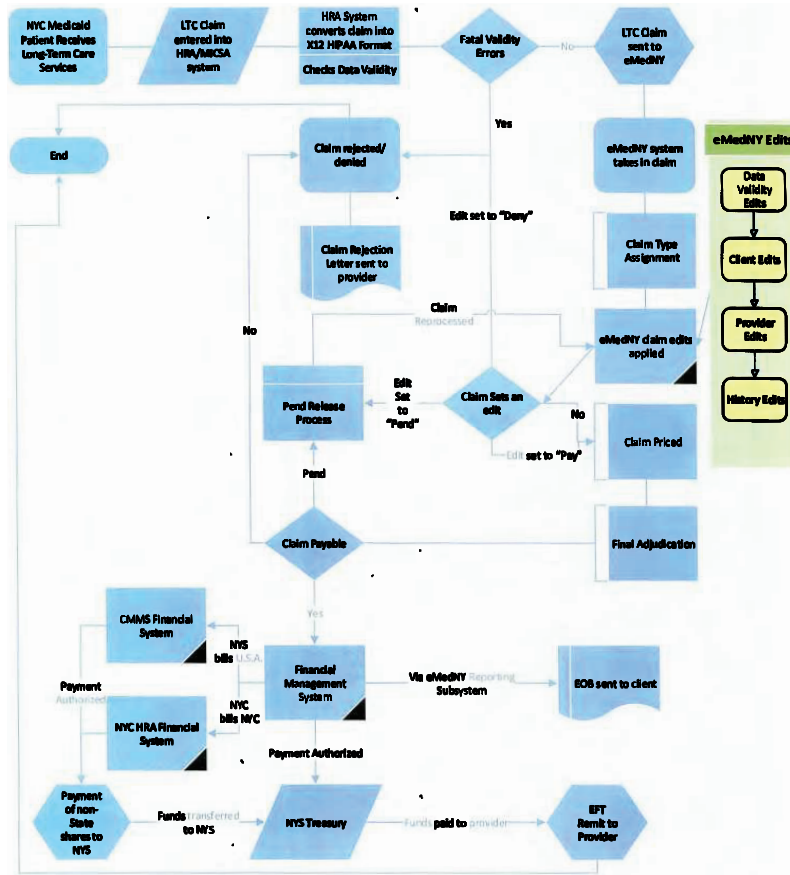 NYC Medicaid
Patient Receives
Long-Term Care
Services
LTC Claim
entered into
HRA/MICSA
system
HRA System
converts claim into
X12 HIPAA Format
Checks Data Validity
Fatal Validity
Errors
No
LTC Claim
sent to
eMedNY
Yes
End
Claim rejected/
denied
eMedNY system
takes in claim
eMedNY Edits
Data
Validity
Edits
Client Edits
Provider
Edits
History Edits
Edit set to "Deny"
Claim Rejection
Letter sent to
provider
Claim Type
Assignment
Claim
Reprocessed
No
eMedNY claim edits
applied
Pend Release
Process
Edit
Set
to
"Pend"
Claim Sets an
edit
No
Edit set to "Pay"
Claim Priced
Pend
Claim Payable
Final Adjudication
Yes
CMMS Financial
System
NYS
bills U.S.A.
Payment
Authorized
Financial
Management
System
Via eMedNY Reporting
Subsystem
EOB sent to client
NYC
bills NYC
NYC HRA Financial
System
Payment Authorized
Payment
of non-
State
shares to
NYS
Funds transferred
to NYS
NYS Treasury
Funds paid to provider
EFT
Remit to
Provider